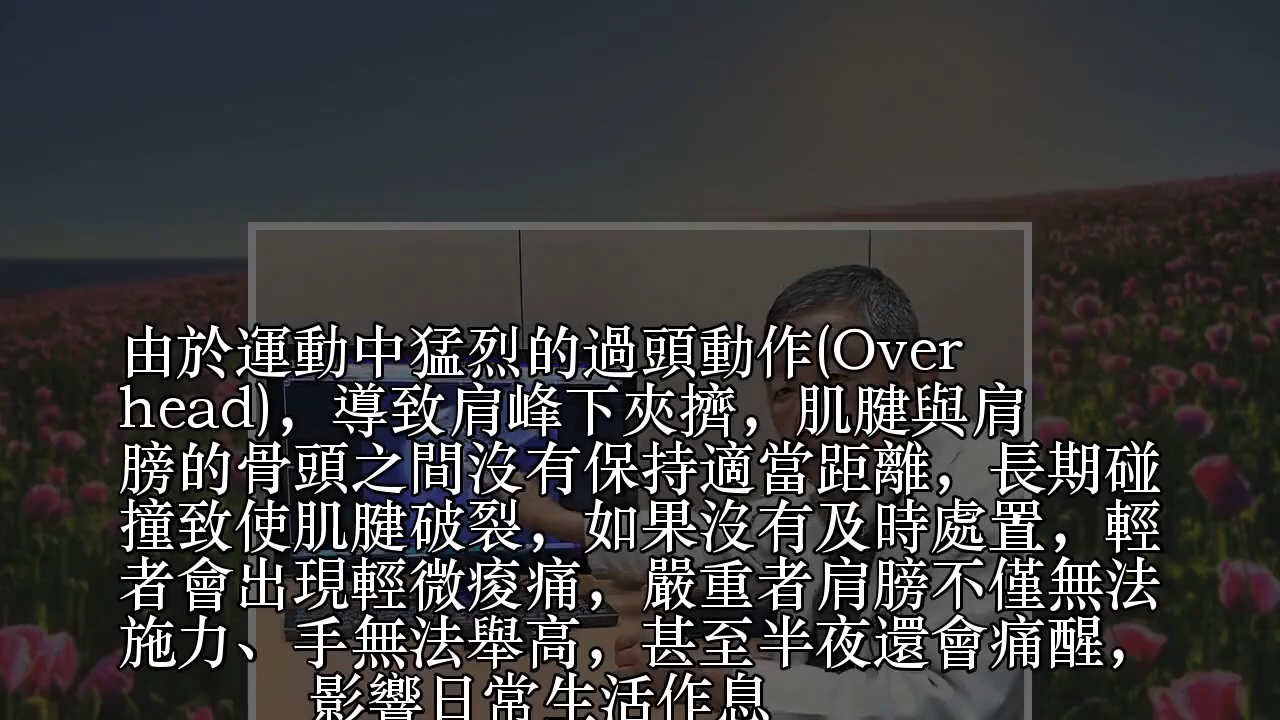 由於運動中猛烈的過頭動作(Over
head)，導致肩峰下夾擠，肌腱與肩
膀的骨頭之間沒有保持適當距離，長期碰
撞致使肌腱破裂，如果沒有及時處置，輕
者會出現輕微痠痛，嚴重者肩膀不僅無法
施力、手無法舉高，甚至半夜還會痛醒，
影響日常生活作息